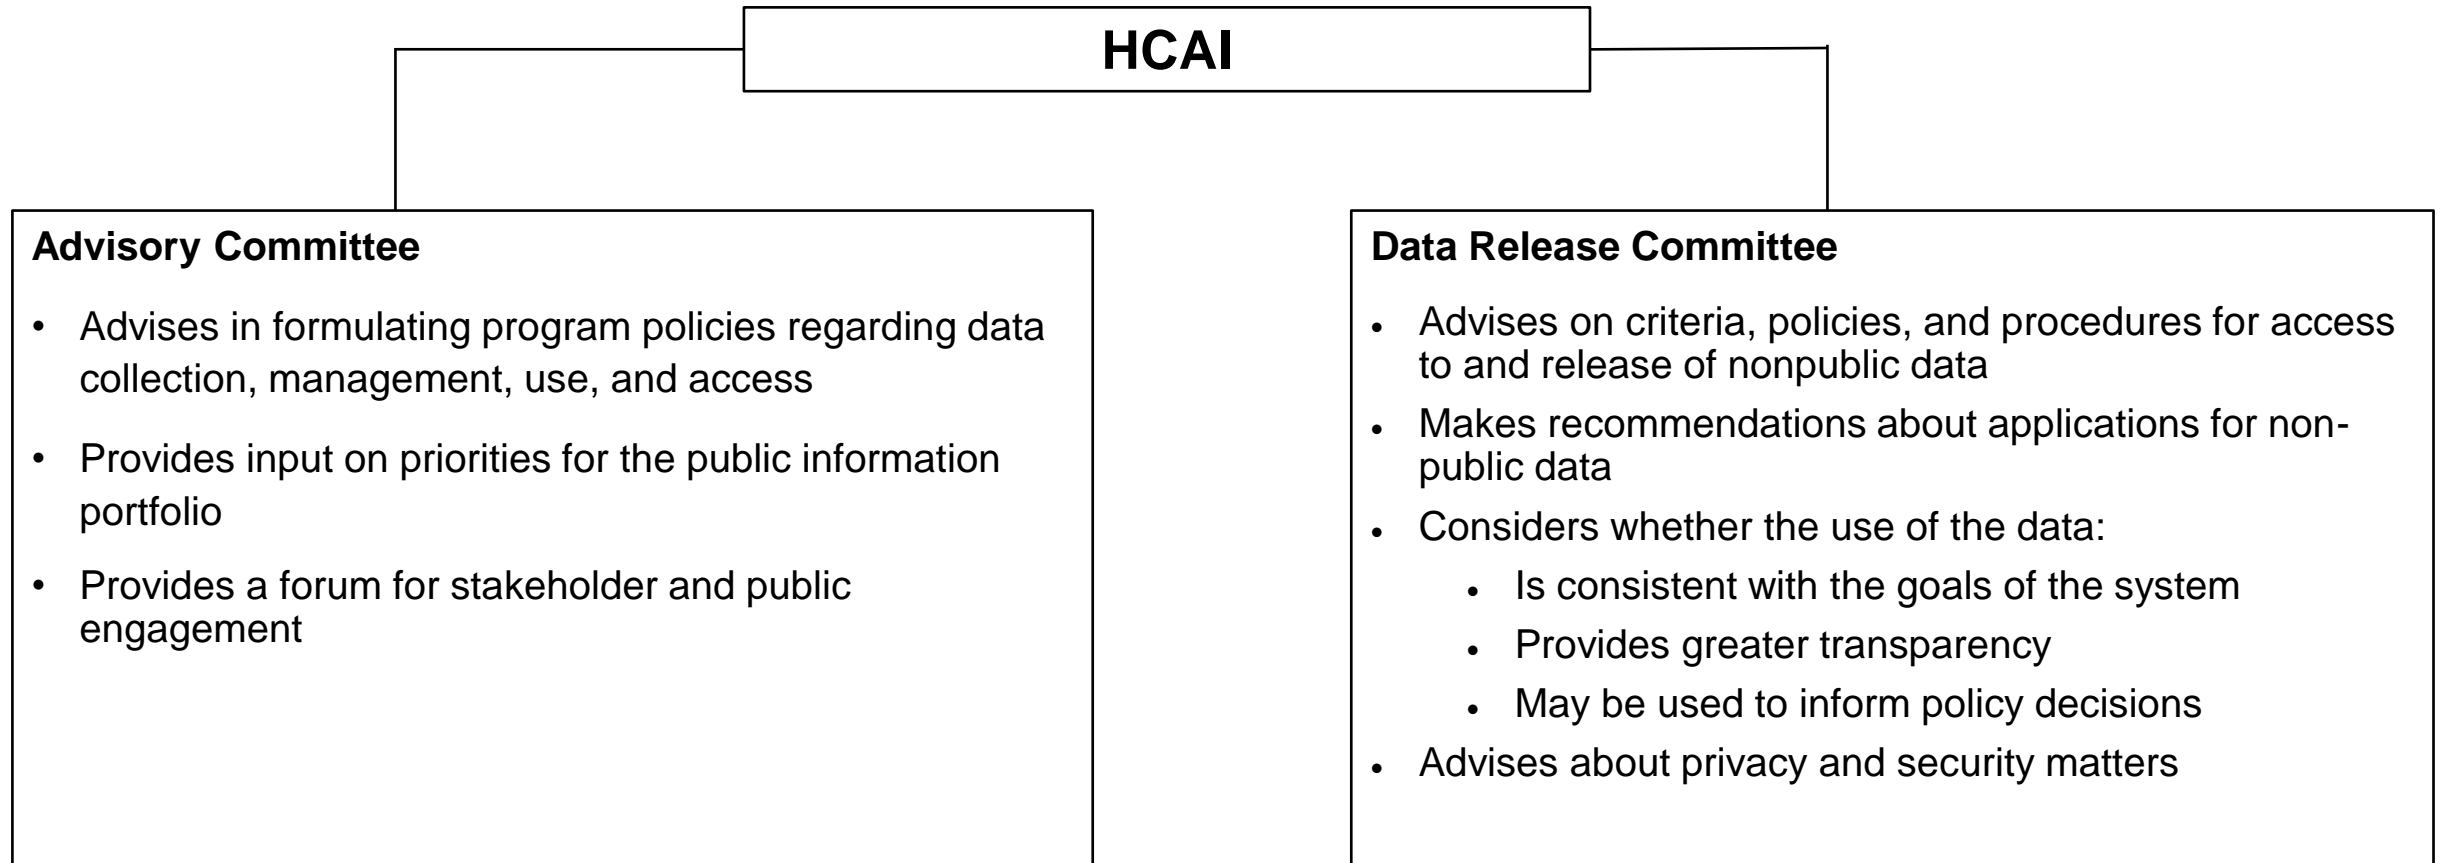 HCAI
Advisory Committee
• Advises in formulating program policies regarding data
collection, management, use, and access
• Provides input on priorities for the public information
portfolio
• Provides a forum for stakeholder and public
engagement
Data Release Committee
• Advises on criteria, policies, and procedures for access
to and release of nonpublic data
• Makes recommendations about applications for non-
public data
• Considers whether the use of the data:
• Is consistent with the goals of the system
• Provides greater transparency
• May be used to inform policy decisions
• Advises about privacy and security matters